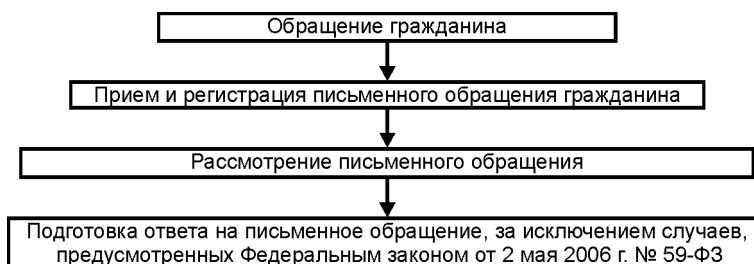 Обращение гражданина
Прием и регистрация письменного обращения гражданина
Рассмотрение письменного обращения
Подготовка ответа на письменное обращение, за исключением случаев,
предусмотренных Федеральным законом от 2 мая 2006 г. № 59-ФЗ